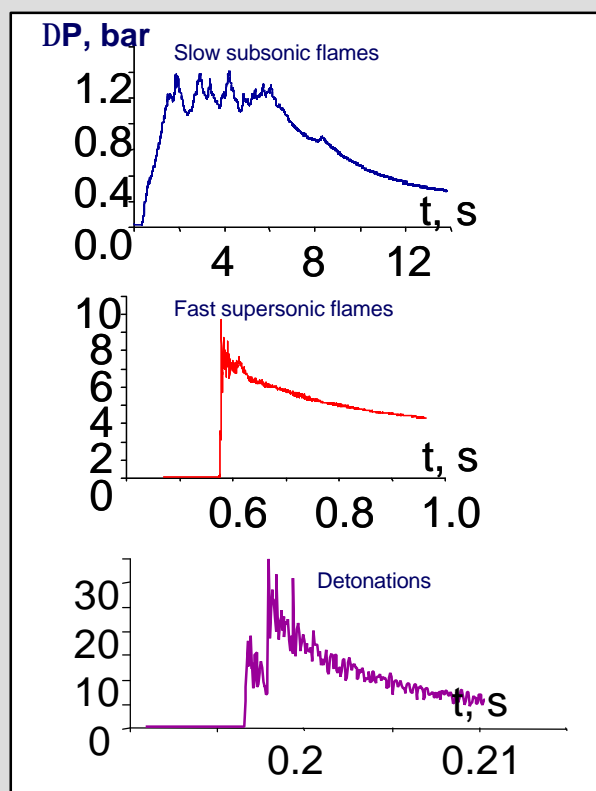 DP, bar
Slow subsonic flames
1.2
0.8
0.4
0.0
t, s
4 8 12
Fast supersonic flames
10
8
6
4
2
0
t, s
0.6 0.8 1.0
Detonations
30
20
10
0
t, s
0.2 0.21